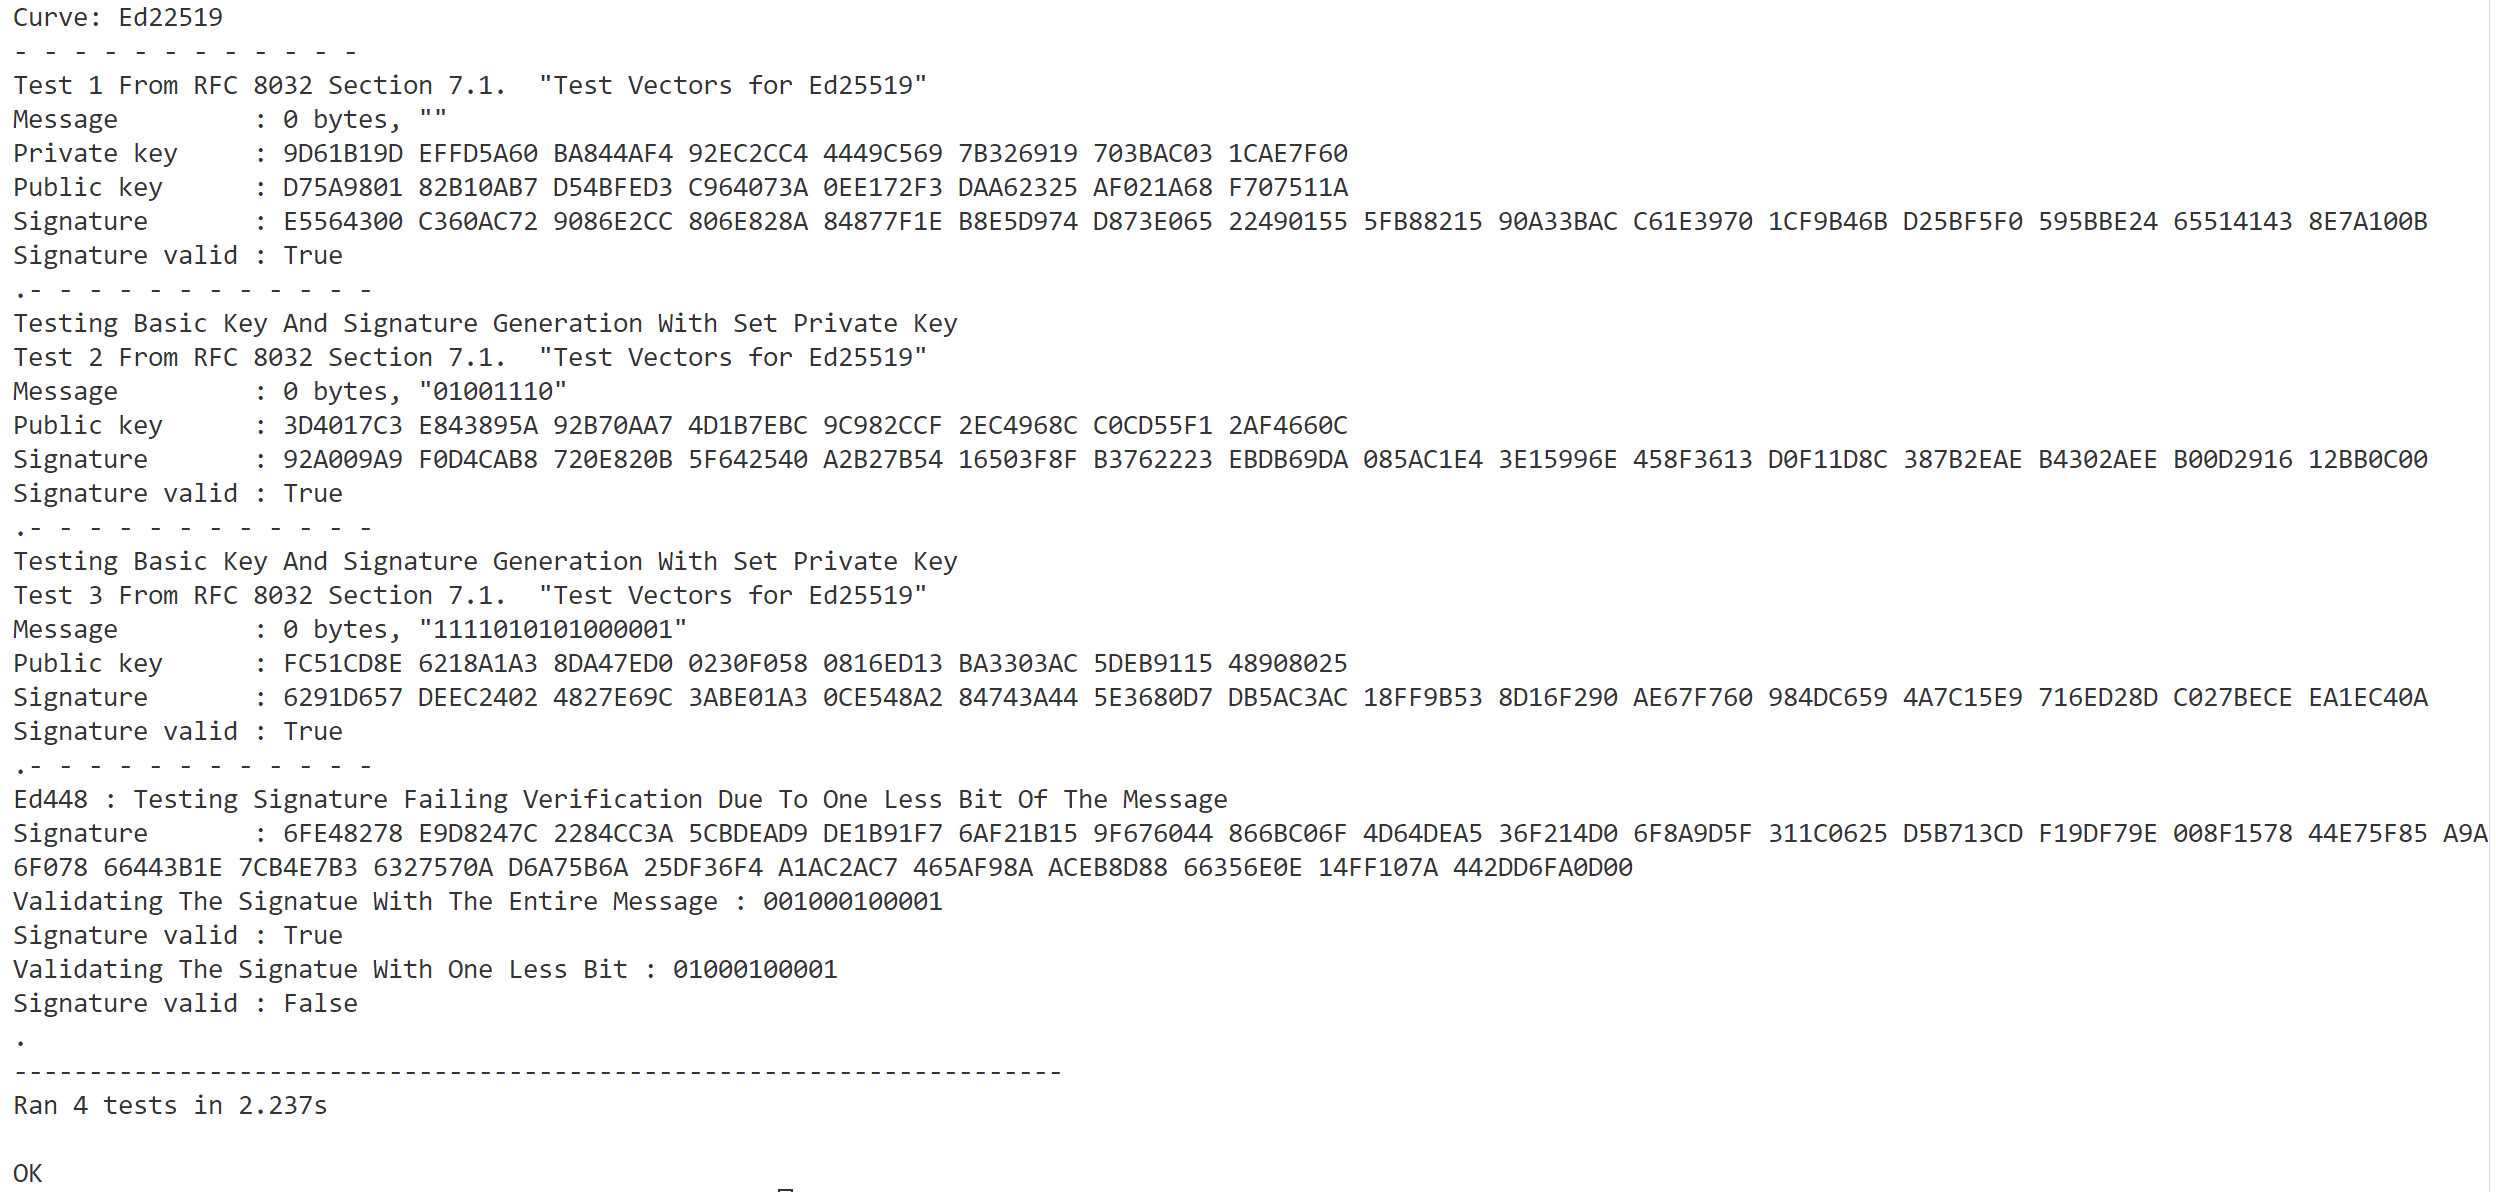 Curve: Ed22519
- - - - - - - - - - - -
Test 1 From RFC 8032 Section 7.1.  "Test Vectors for Ed25519"
Message         : 0 bytes, ""
Private key     : 9D61B19D EFFD5A60 BA844AF4 92EC2CC4 4449C569 7B326919 703BAC03 1CAE7F60
Public key      : D75A9801 82B10AB7 D54BFED3 C964073A 0EE172F3 DAA62325 AF021A68 F707511A
Signature       : E5564300 C360AC72 9086E2CC 806E828A 84877F1E B8E5D974 D873E065 22490155 5FB88215 90A33BAC C61E3970 1CF9B46B D25BF5F0 595BBE24 65514143 8E7A100B
Signature valid : True
.- - - - - - - - - - - -
Testing Basic Key And Signature Generation With Set Private Key
Test 2 From RFC 8032 Section 7.1.  "Test Vectors for Ed25519"
Message         : 0 bytes, "01001110"
Public key      : 3D4017C3 E843895A 92B70AA7 4D1B7EBC 9C982CCF 2EC4968C C0CD55F1 2AF4660C
Signature       : 92A009A9 F0D4CAB8 720E820B 5F642540 A2B27B54 16503F8F B3762223 EBDB69DA 085AC1E4 3E15996E 458F3613 D0F11D8C 387B2EAE B4302AEE B00D2916 12BB0C00
Signature valid : True
.- - - - - - - - - - - -
Testing Basic Key And Signature Generation With Set Private Key
Test 3 From RFC 8032 Section 7.1.  "Test Vectors for Ed25519"
Message         : 0 bytes, "1111010101000001"
Public key      : FC51CD8E 6218A1A3 8DA47ED0 0230F058 0816ED13 BA3303AC 5DEB9115 48908025
Signature       : 6291D657 DEEC2402 4827E69C 3ABE01A3 0CE548A2 84743A44 5E3680D7 DB5AC3AC 18FF9B53 8D16F290 AE67F760 984DC659 4A7C15E9 716ED28D C027BECE EA1EC40A
Signature valid : True
.- - - - - - - - - - - -
Ed448 : Testing Signature Failing Verification Due To One Less Bit Of The Message
Signature       : 6FE48278 E9D8247C 2284CC3A 5CBDEAD9 DE1B91F7 6AF21B15 9F676044 866BC06F 4D64DEA5 36F214D0 6F8A9D5F 311C0625 D5B713CD F19DF79E 008F1578 44E75F85 A9A
6F078 66443B1E 7CB4E7B3 6327570A D6A75B6A 25DF36F4 A1AC2AC7 465AF98A ACEB8D88 66356E0E 14FF107A 442DD6FA0D00
Validating The Signatue With The Entire Message : 001000100001
Signature valid : True
Validating The Signatue With One Less Bit : 01000100001
Signature valid : False
.
----------------------------------------------------------------------
Ran 4 tests in 2.237s

OK